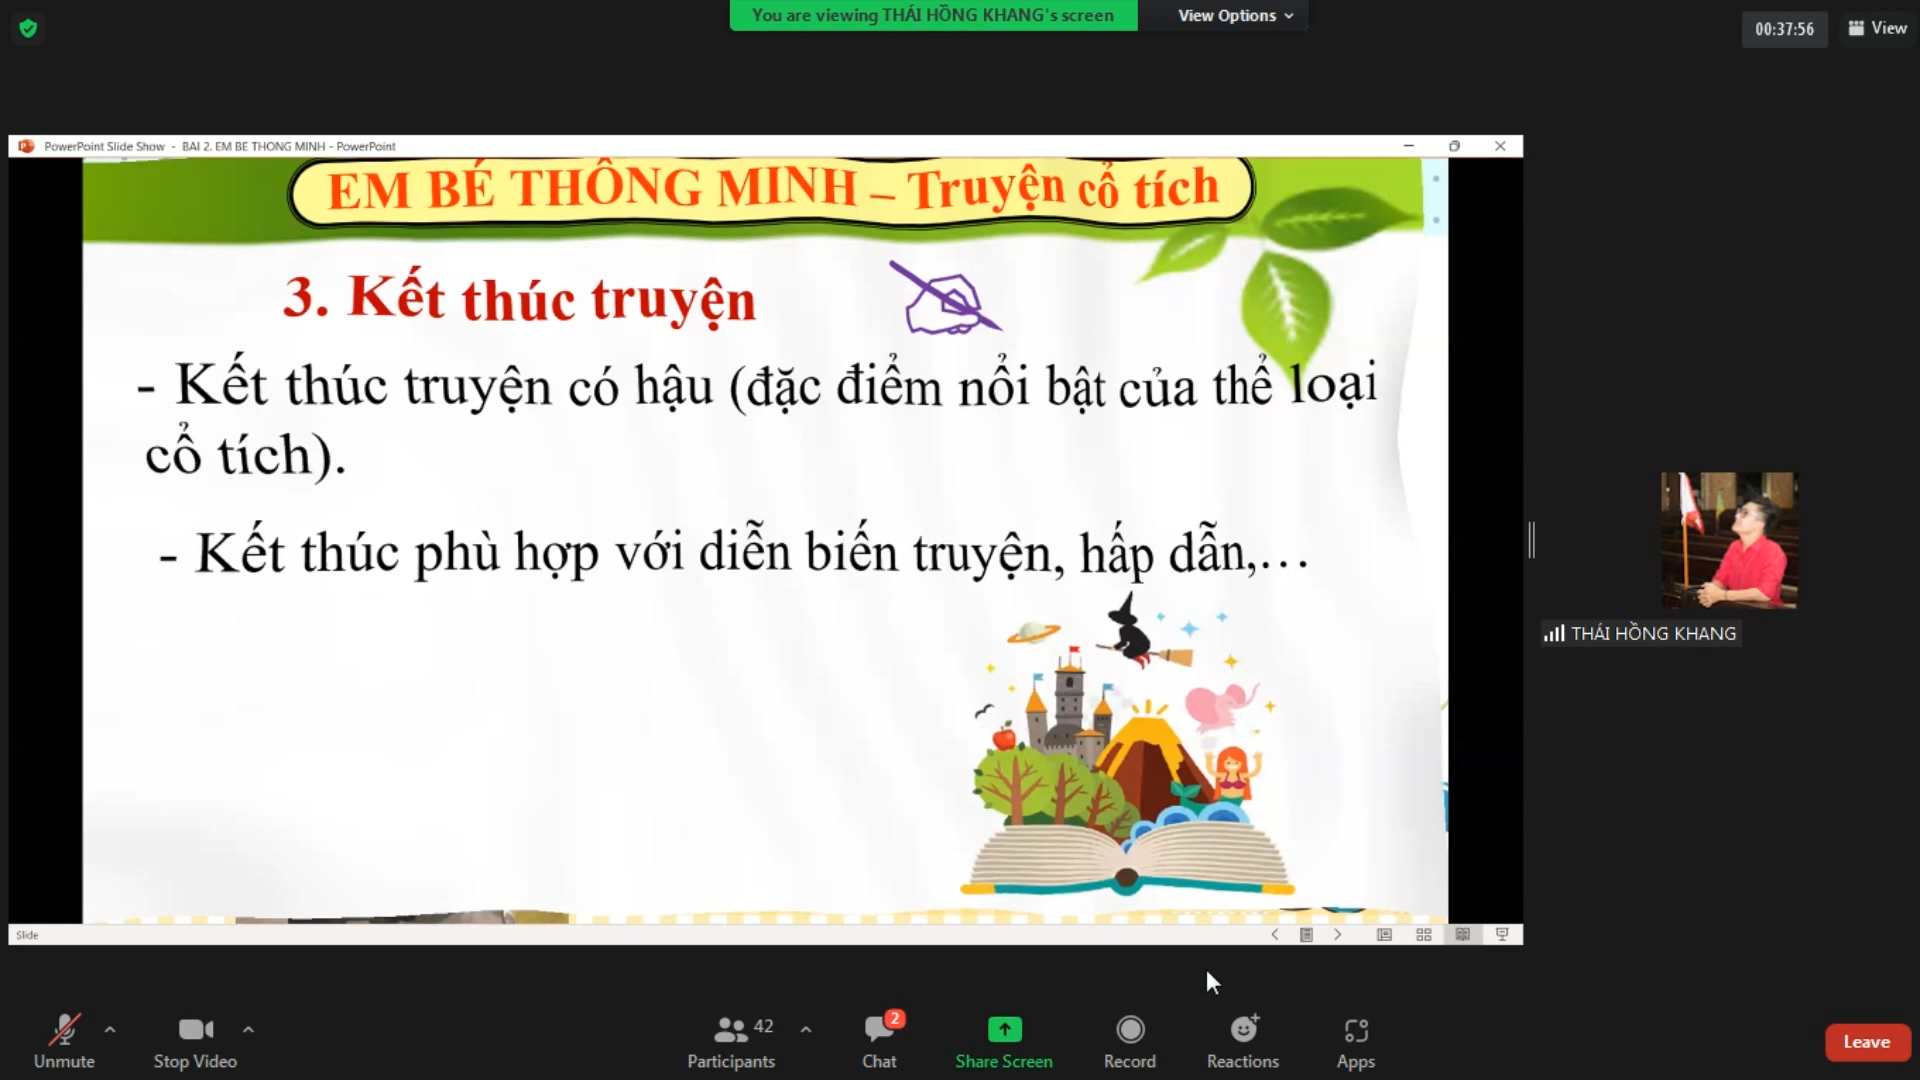 You are viewing THÁI HỒNG KHANG's screen
View Options
00:37:56
View
PowerPoint Slide Show - BAI 2. EM BE THONG MINH - PowerPoint
EM BÉ THÔNG MINH – Truyện cổ tích
3. Kết thúc truyện
- Kết thúc truyện có hậu (đặc điểm nổi bật của thể loại
cổ tích).
- Kết thúc phù hợp với diễn biến truyện, hấp dẫn,…
THÁI HỒNG KHANG
Slide
Unmute
Stop Video
42
Participants
2
Chat
Share Screen
Record
Reactions
Apps
Leave